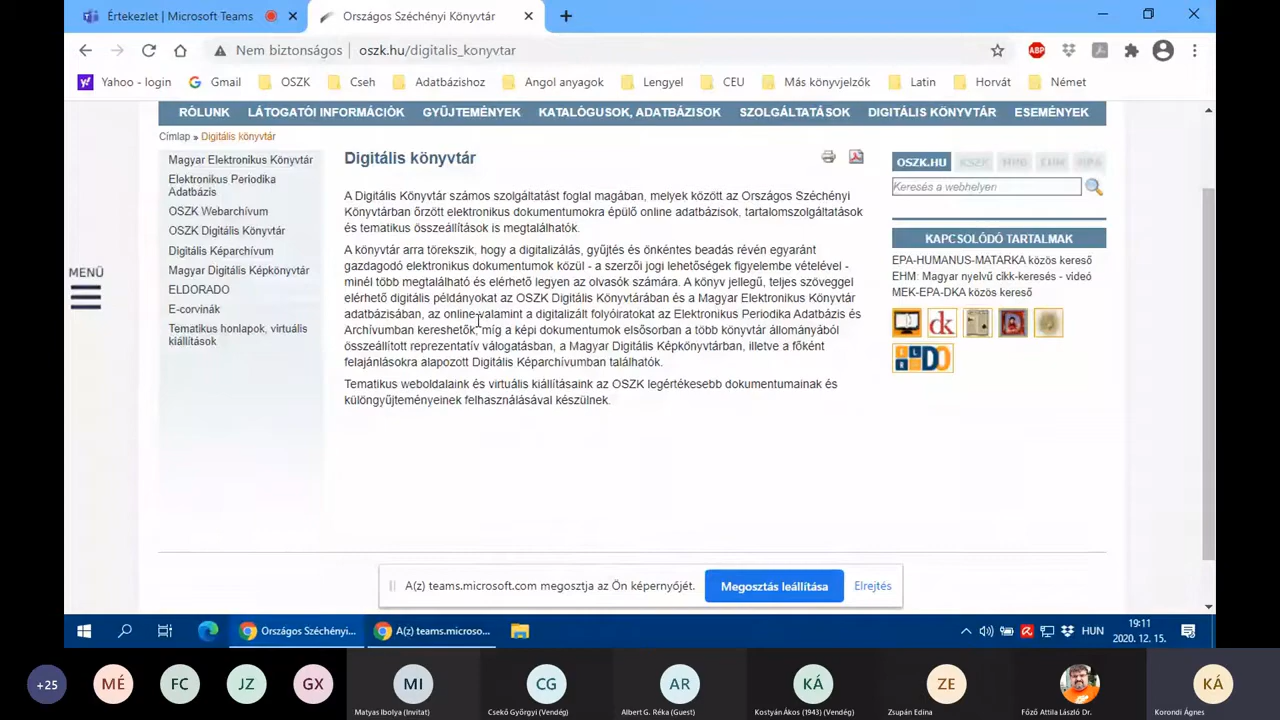 Értekezlet | Microsoft Teams
Országos Széchényi Könyvtár
Nem biztonságos
oszk.hu/digitalis_konyvtar
ABP
Yahoo - login
Gmail
OSZK
Cseh
Adatbázishoz
Angol anyagok
Lengyel
CEU
Más könyvjelzők
Latin
Horvát
Német
RÓLUNK LÁTOGATÓI INFORMÁCIÓK GYŰJTEMÉNYEK KATALÓGUSOK, ADATBÁZISOK SZOLGÁLTATÁSOK DIGITÁLIS KÖNYVTÁR ESEMÉNYEK
Címlap » Digitális könyvtár
MENÜ
Magyar Elektronikus Könyvtár
Elektronikus Periodika
Adatbázis
OSZK Webarchívum
OSZK Digitális Könyvtár
Digitális Képarchívum
Magyar Digitális Képkönyvtár
ELDORADO
E-corvinák
Tematikus honlapok, virtuális
kiállítások
Digitális könyvtár
A Digitális Könyvtár számos szolgáltatást foglal magában, melyek között az Országos Széchényi
Könyvtárban őrzött elektronikus dokumentumokra épülő online adatbázisok, tartalomszolgáltatások
és tematikus összeállítások is megtalálhatók.
A könyvtár arra törekszik, hogy a digitalizálás, gyűjtés és önkéntes beadás révén egyaránt
gazdagodó elektronikus dokumentumok közül - a szerzői jogi lehetőségek figyelembe vételével -
minél több megtalálható és elérhető legyen az olvasók számára. A könyv jellegű, teljes szöveggel
elérhető digitális példányokat az OSZK Digitális Könyvtárában és a Magyar Elektronikus Könyvtár
adatbázisában, az online valamint a digitalizált folyóiratokat az Elektronikus Periodika Adatbázis és
Archívumban kereshetők, míg a képi dokumentumok elsősorban a több könyvtár állományából
összeállított reprezentatív válogatásban, a Magyar Digitális Képkönyvtárban, illetve a főként
felajánlásokra alapozott Digitális Képarchívumban találhatók.
Tematikus weboldalaink és virtuális kiállításaink az OSZK legértékesebb dokumentumainak és
különgyűjteményeinek felhasználásával készülnek.
OSZK.HU
Keresés a webhelyen
KAPCSOLÓDÓ TARTALMAK
EPA-HUMANUS-MATARKA közös kereső
EHM: Magyar nyelvű cikk-keresés - videó
MEK-EPA-DKA közös kereső
dk
A(z) teams.microsoft.com megosztja az Ön képernyőjét.
Megosztás leállítása
Elrejtés
Országos Széchényi...
A(z) teams.microso...
HUN
19:11
2020. 12. 15.
+25
MÉ
FC
JZ
GX
MI
CG
AR
KÁ
ZE
KÁ
Matyas Ibolya (Invitat)
Csekő Györgyi (Vendég)
Albert G. Réka (Guest)
Kostyán Ákos (1943) (Vendég)
Zsupán Edina
Főző Attila László Dr.
Korondi Ágnes